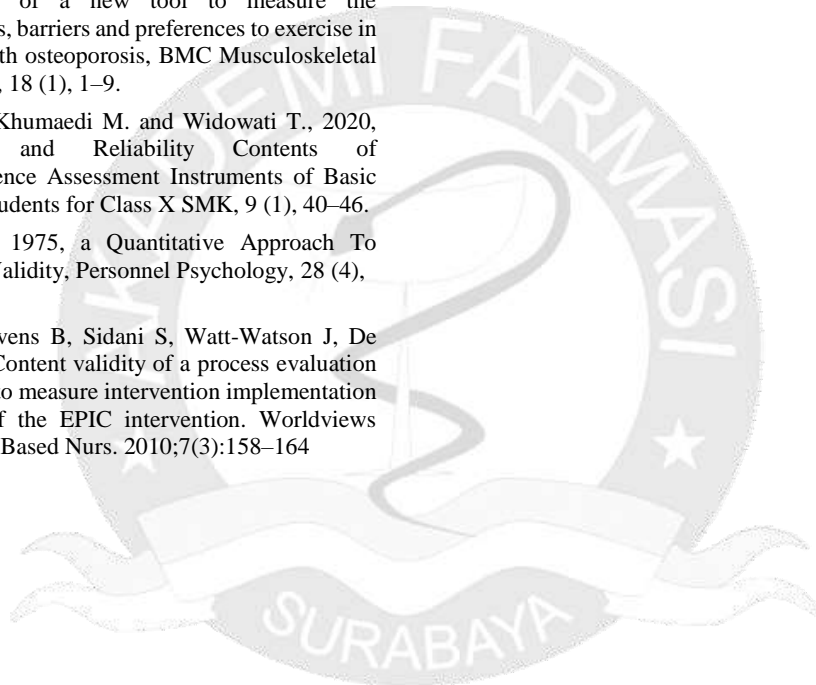 of a new tool to measure the
s, barriers and preferences to exercise in
th osteoporosis, BMC Musculoskeletal
, 18 (1), 1–9.
Khumaedi M. and Widowati T., 2020,
and Reliability Contents of
ence Assessment Instruments of Basic
udents for Class X SMK, 9 (1), 40–46.
1975, a Quantitative Approach To
Validity, Personnel Psychology, 28 (4),
vens B, Sidani S, Watt-Watson J, De
Content validity of a process evaluation
to measure intervention implementation
f the EPIC intervention. Worldviews
Based Nurs. 2010;7(3):158–164
AKADEMI FARMASI
SURABAYA